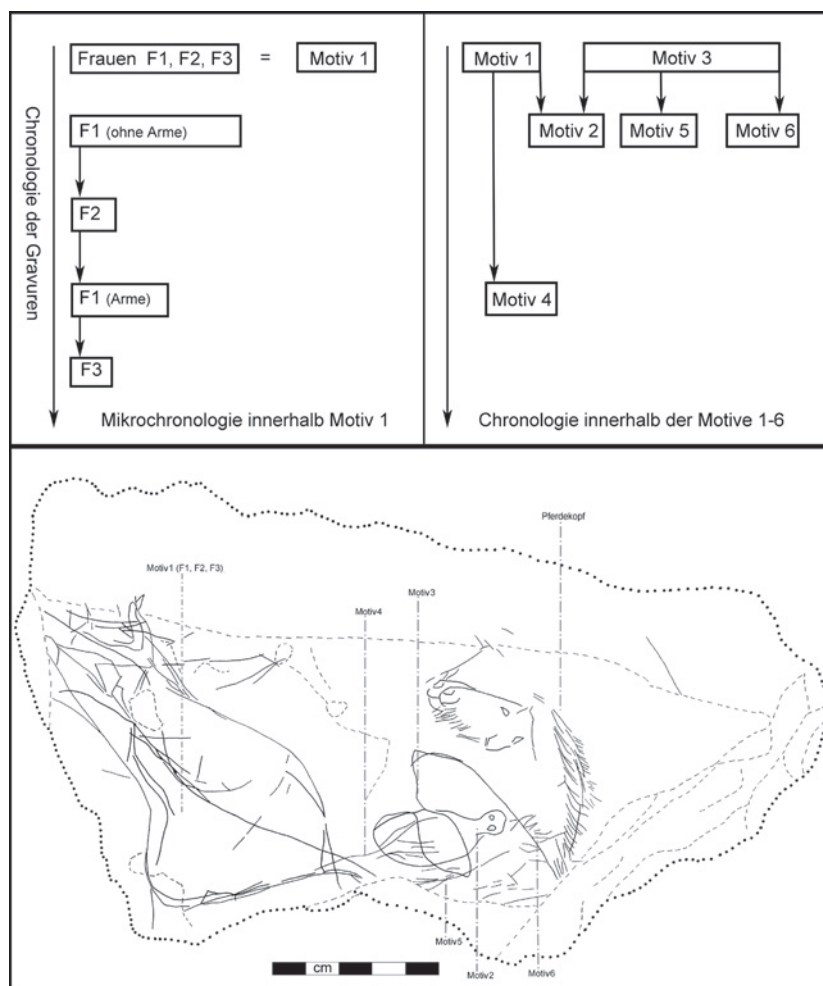 Frauen F1, F2, F3 = Motiv 1
Chronologie der Gravuren
F1 (ohne Arme)
F2
F1 (Arme)
F3
Mikrochronologie innerhalb Motiv 1
Motiv 1 Motiv 3
Motiv 2 Motiv 5 Motiv 6
Motiv 4
Chronologie innerhalb der Motive 1-6
Pferdekopf
Motiv1 (F1, F2, F3)
Motiv3
Motiv4
Motiv5
Motiv2
Motiv6
cm